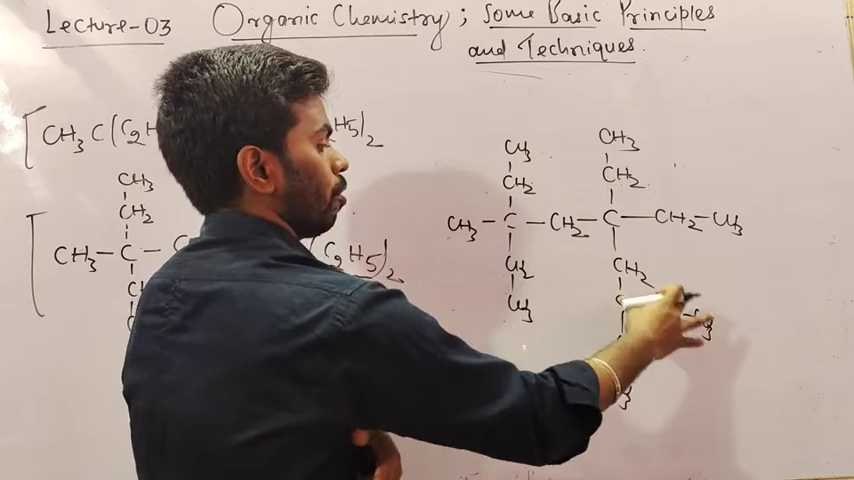 Lecture-03 Organic Chemistry; Some Basic Principles
and Techniques.
CH3 C(C2H H5)2
CH3
CH2
CH3-C-
(C2H5)2
CH3 CH3
CH2 CH2
CH3-C-CH2-C-CH2-CH3
CH2 CH2
CH3